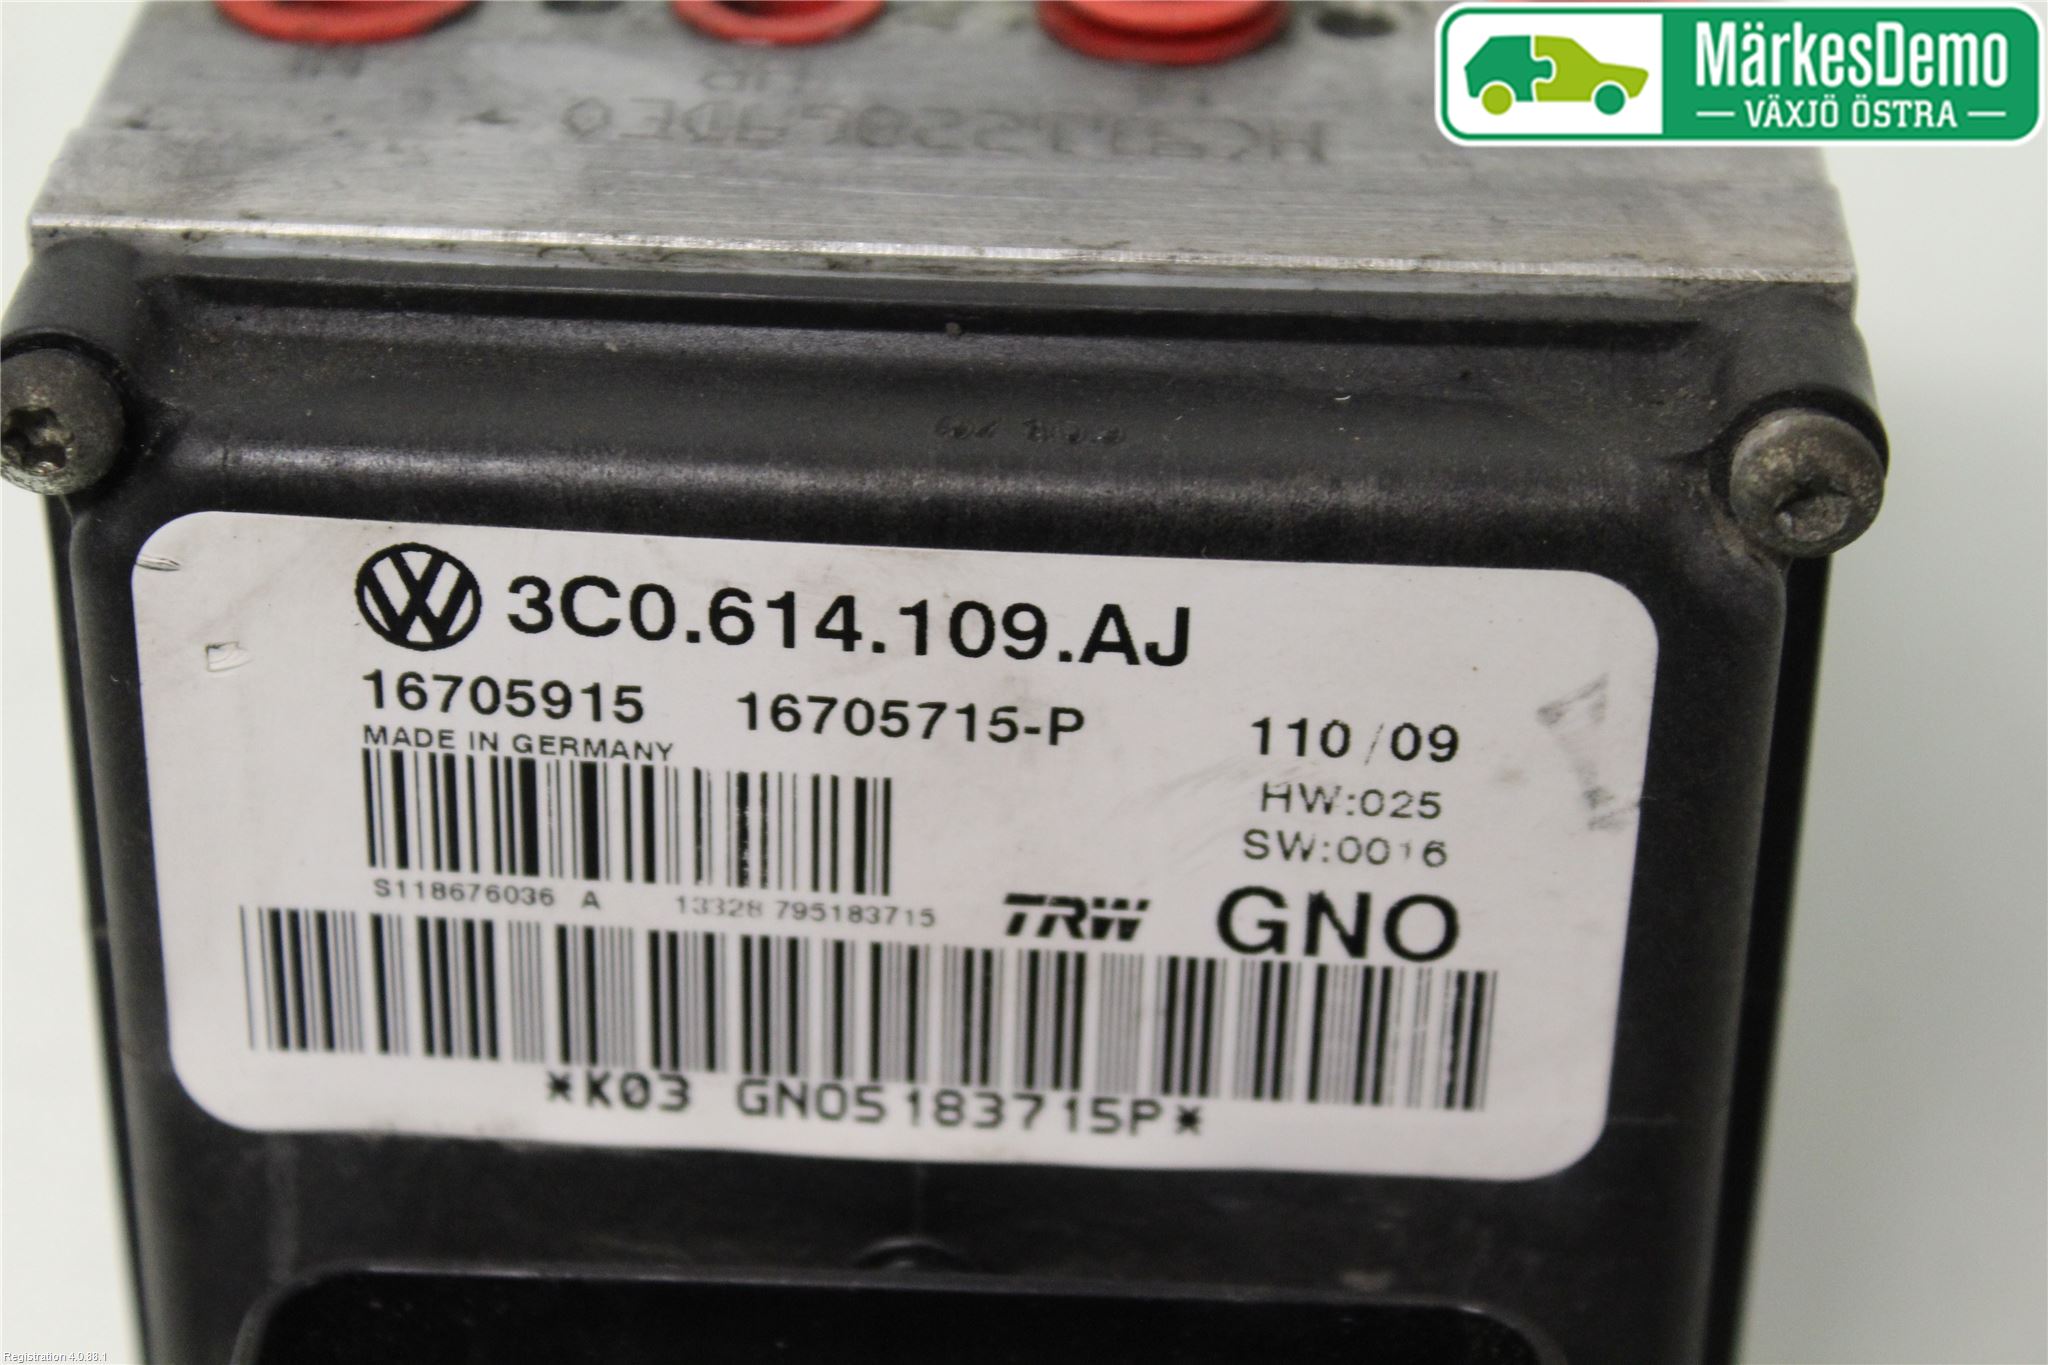 MärkesDemo
VÄXJÖ ÖSTRA
3C0.614.109.AJ
16705915 16705715-P 110/09
MADE IN GERMANY
HW:025
SW:0016
S118676036 A 13328 795183715
TRW GNO
*K03 GNO5183715P*
Registration 4.0.88.1